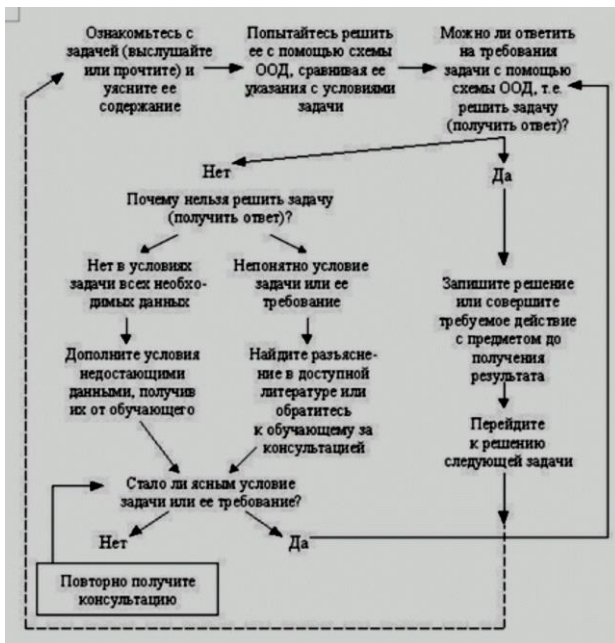 Ознакомьтесь с
задачей (выслушайте
или прочтите) и
уясните ее
содержание
Попытайтесь решить
ее с помощью схемы
ООД, сравнивая ее
указания с условиями
задачи
Можно ли ответить
на требования
задачи с помощью
схемы ООД, т.е.
решить задачу
(получить ответ)?
Нет
Да
Почему нельзя решить задачу
(получить ответ)?
Нет в условиях
задачи всех необхо-
димых данных
Непонятно условие
задачи или ее
требование
Запишите решение
или совершите
требуемое действие
с предметом до
получения
результата
Дополните условия
недостающими
данными, получив
их от обучающего
Найдите разъясне-
ние в доступной
литературе или
обратитесь
к обучающему за
консультацией
Перейдите
к решению
следующей задачи
Стало ли ясным условие
задачи или ее требование?
Нет
Да
Повторно получите
консультацию